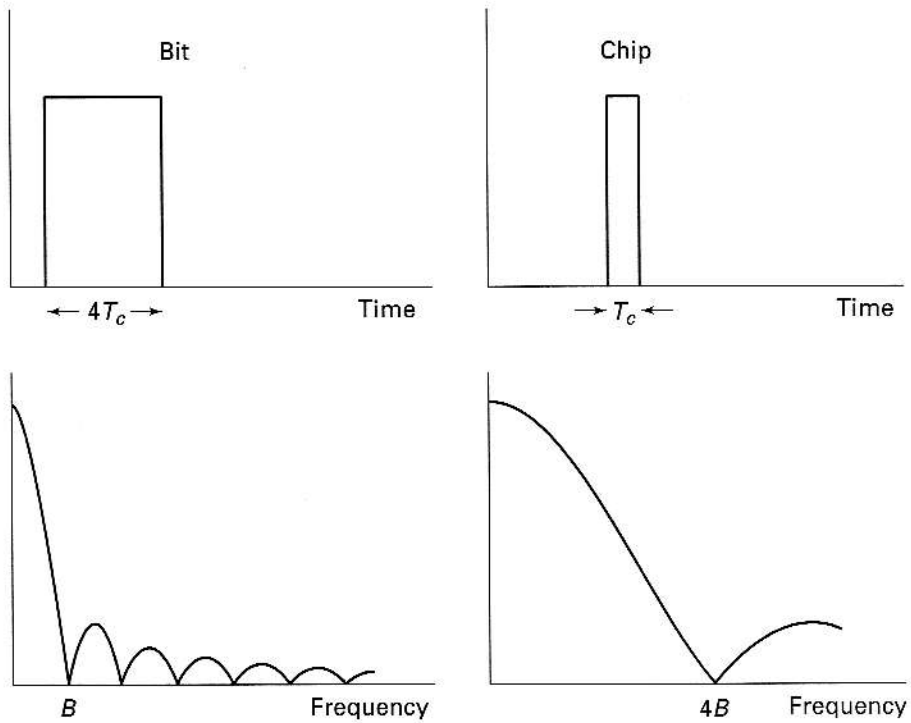 Bit
Chip
← 4T_c → Time
→ T_c ← Time
B Frequency
4B Frequency